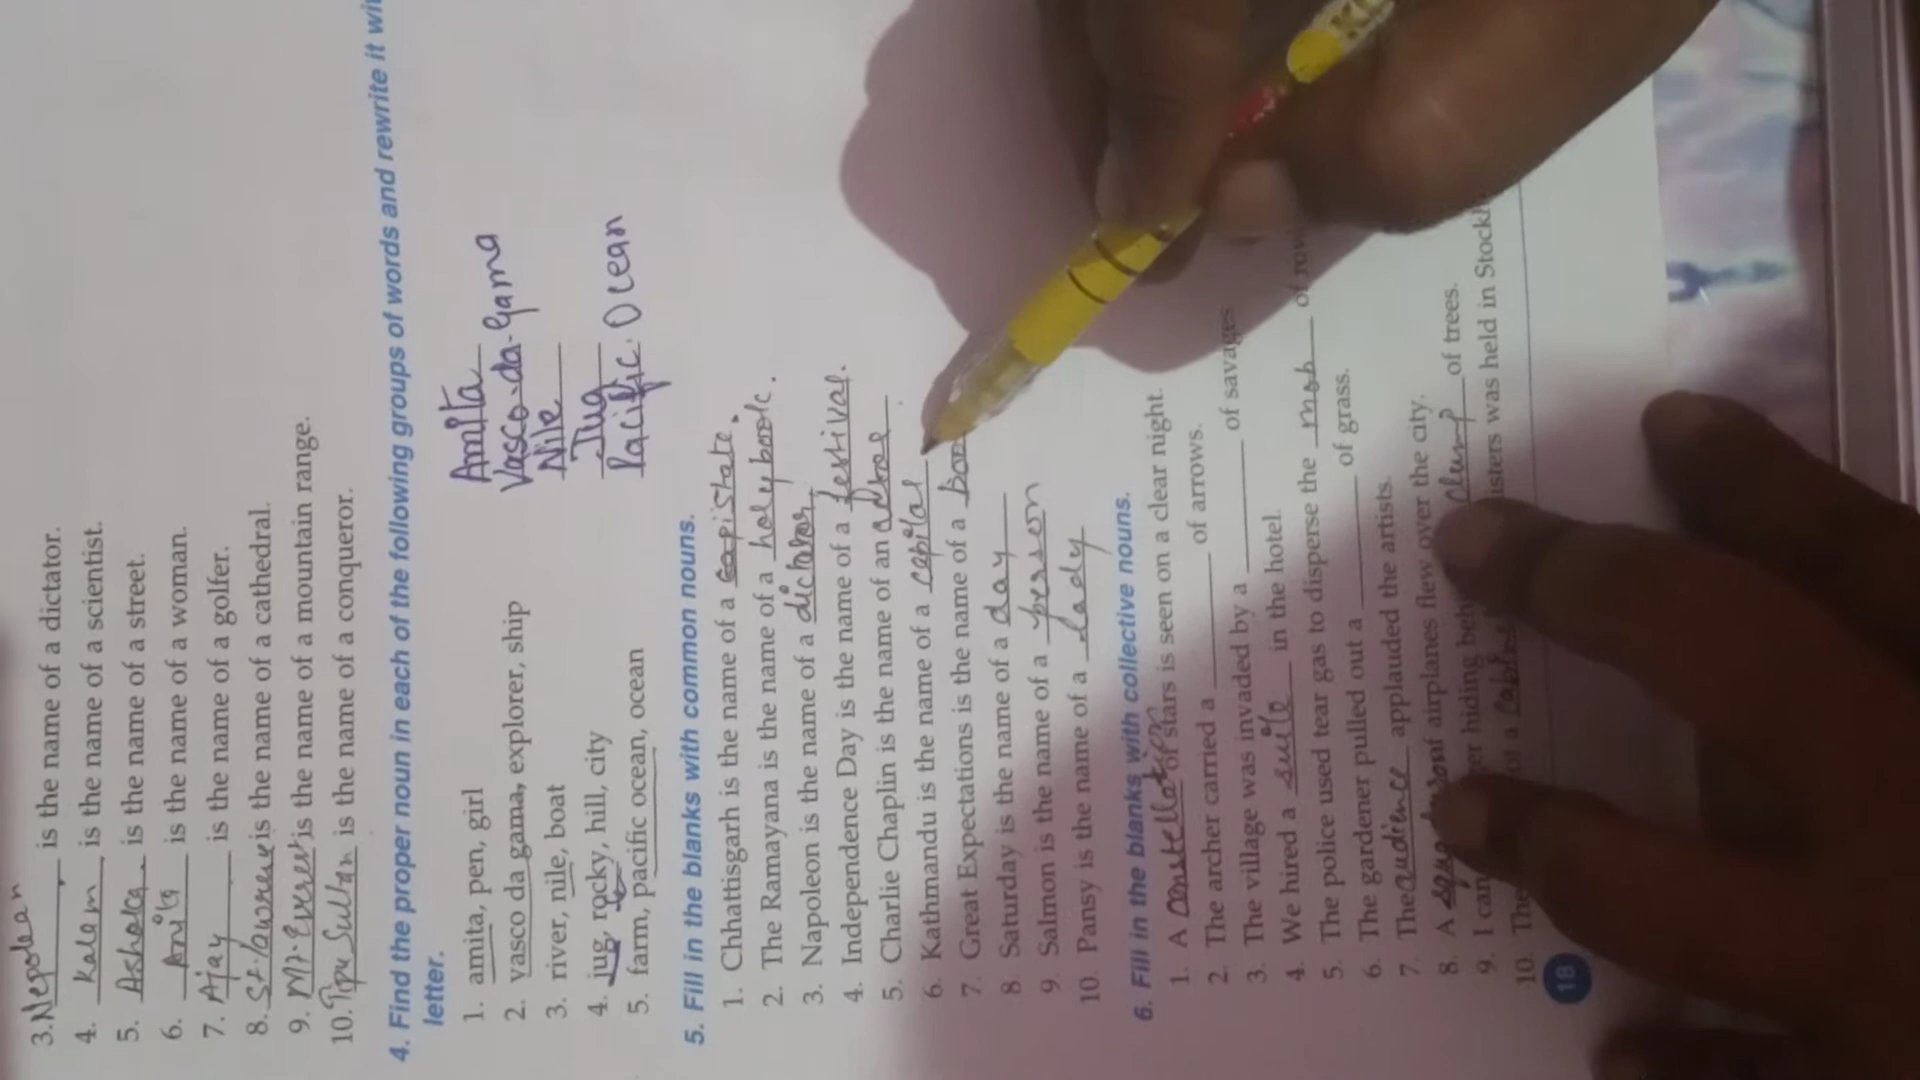 3. Nepolean is the name of a dictator.
4. Kalam is the name of a scientist.
5. Ashoka is the name of a street.
6. Anita is the name of a woman.
7. Ajay is the name of a golfer.
8. St. lawrence is the name of a cathedral.
9. Mt. Everest is the name of a mountain range.
10. Tipu Sultan is the name of a conqueror.
4. Find the proper noun in each of the following groups of words and rewrite it
letter.
1. amita, pen, girl Amita
2. vasco da gama, explorer, ship Vasco-da-gama
3. river, nile, boat Nile
4. jug, rocky, hill, city Jug
5. farm, pacific ocean, ocean Pacific Ocean
5. Fill in the blanks with common nouns.
1. Chhattisgarh is the name of a state.
2. The Ramayana is the name of a holy book.
3. Napoleon is the name of a
4. Independence Day is the name of a festival.
5. Charlie Chaplin is the name of an
6. Kathmandu is the name of a capital
7. Great Expectations is the name of a
8. Saturday is the name of a day
9. Salmon is the name of a person
10. Pansy is the name of a lady
6. Fill in the blanks with collective nouns.
1. A constellation of stars is seen on a clear night.
2. The archer carried a of arrows.
3. The village was invaded by a of savages
4. We hired a suite in the hotel.
5. The police used tear gas to disperse the mob of
6. The gardener pulled out a of grass.
7. The audience applauded the artists.
8. A of airplanes flew over the city.
9. I can hiding clump of trees.
10. The of a was held in
18